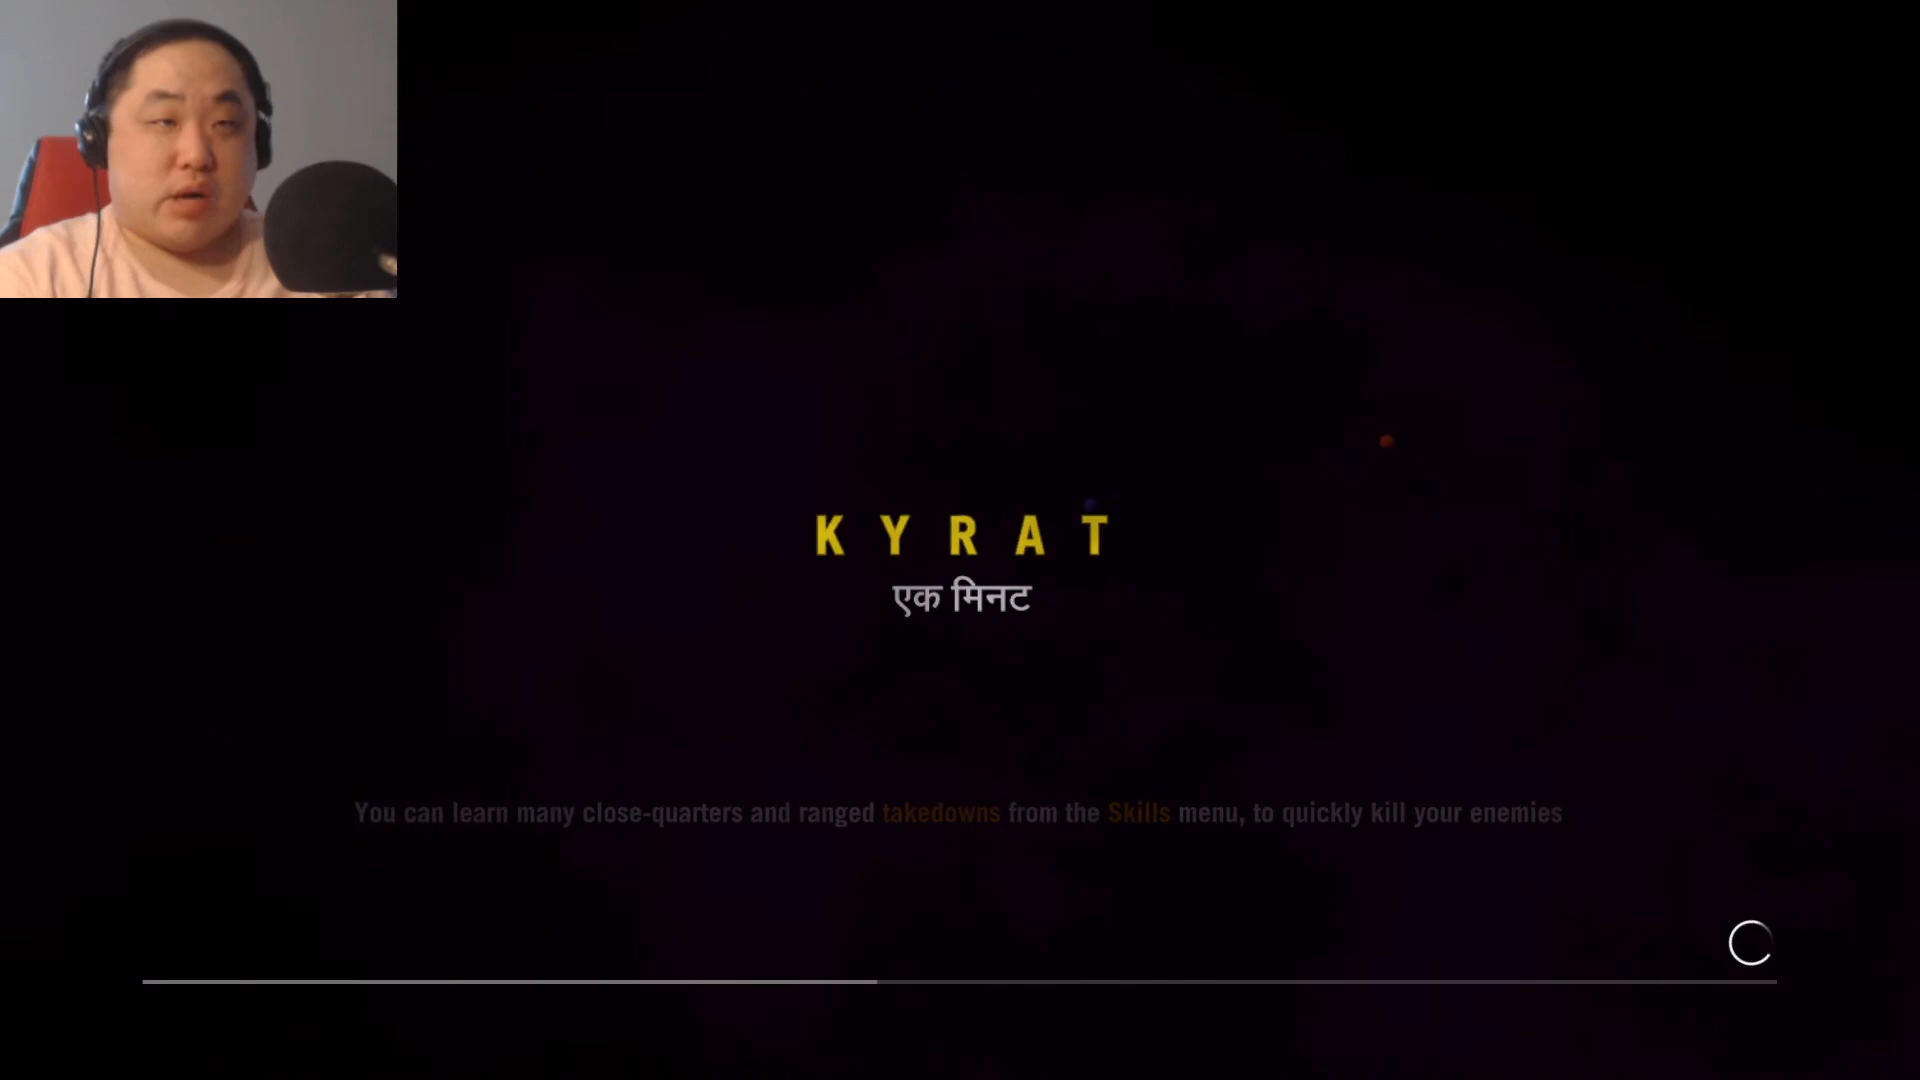 KYRAT
एक मिनट
You can learn many close-quarters and ranged takedowns from the Skills menu, to quickly kill your enemies